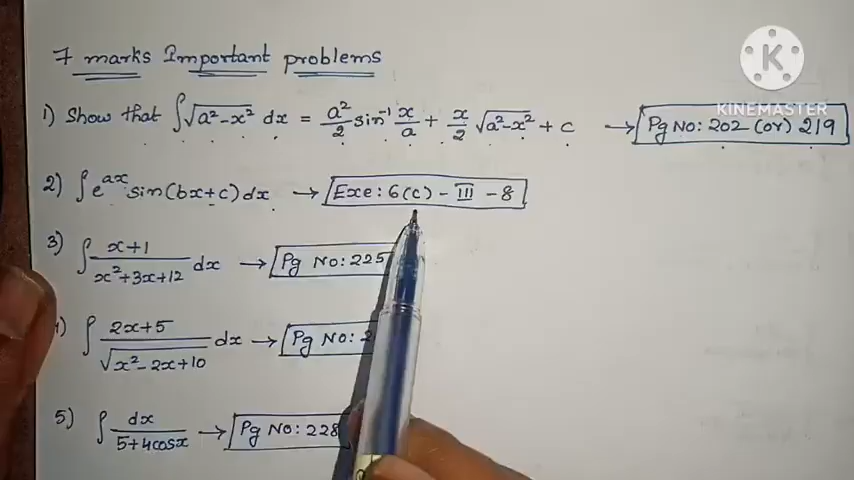 7 marks Important problems
K
KINEMASTER
1) Show that ∫√(a²-x²) dx = a²/2 sin⁻¹ x/a + x/2 √(a²-x²) + c → Pg No: 202 (or) 219
2) ∫e^(ax) sin(bx+c)dx → Exe: 6(c) - III - 8
3) ∫(x+1)/(x²+3x+12) dx → Pg No: 225
4) ∫(2x+5)/√(x²-2x+10) dx → Pg No: 2
5) ∫dx/(5+4cosx) → Pg No: 228